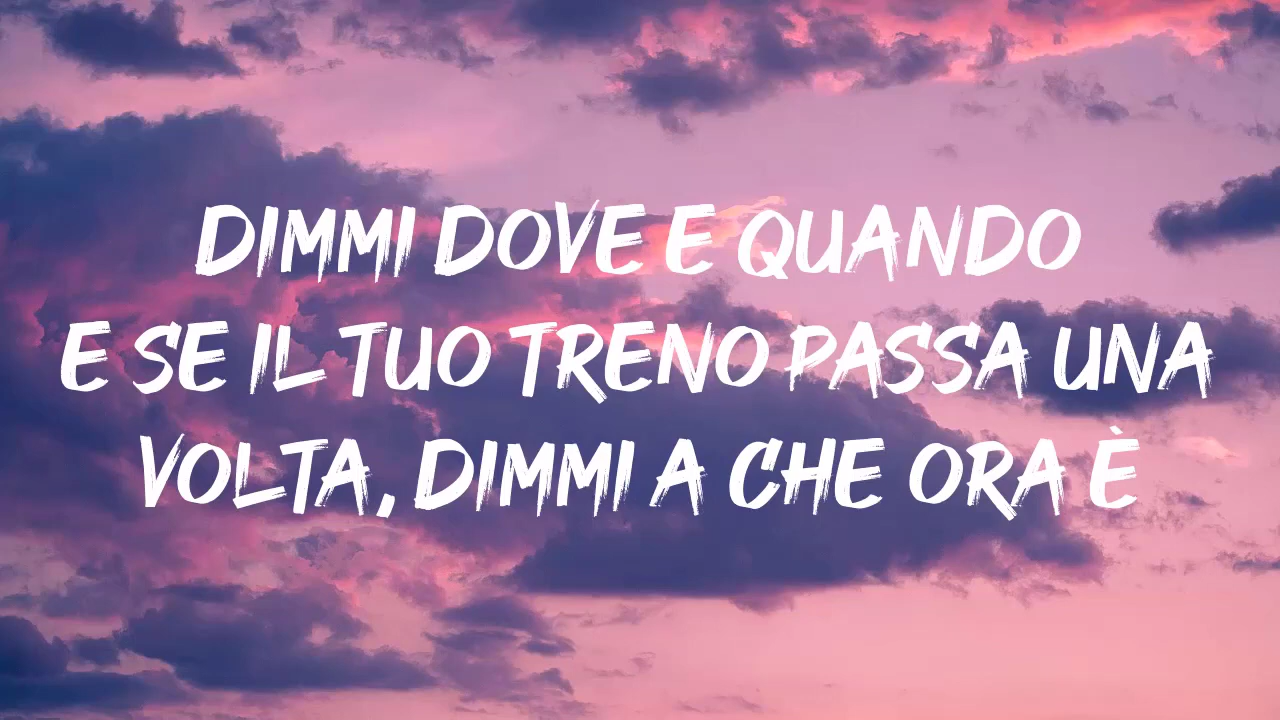 DIMMI DOVE E QUANDO
E SE IL TUO TRENO PASSA UNA
VOLTA, DIMMI A CHE ORA È